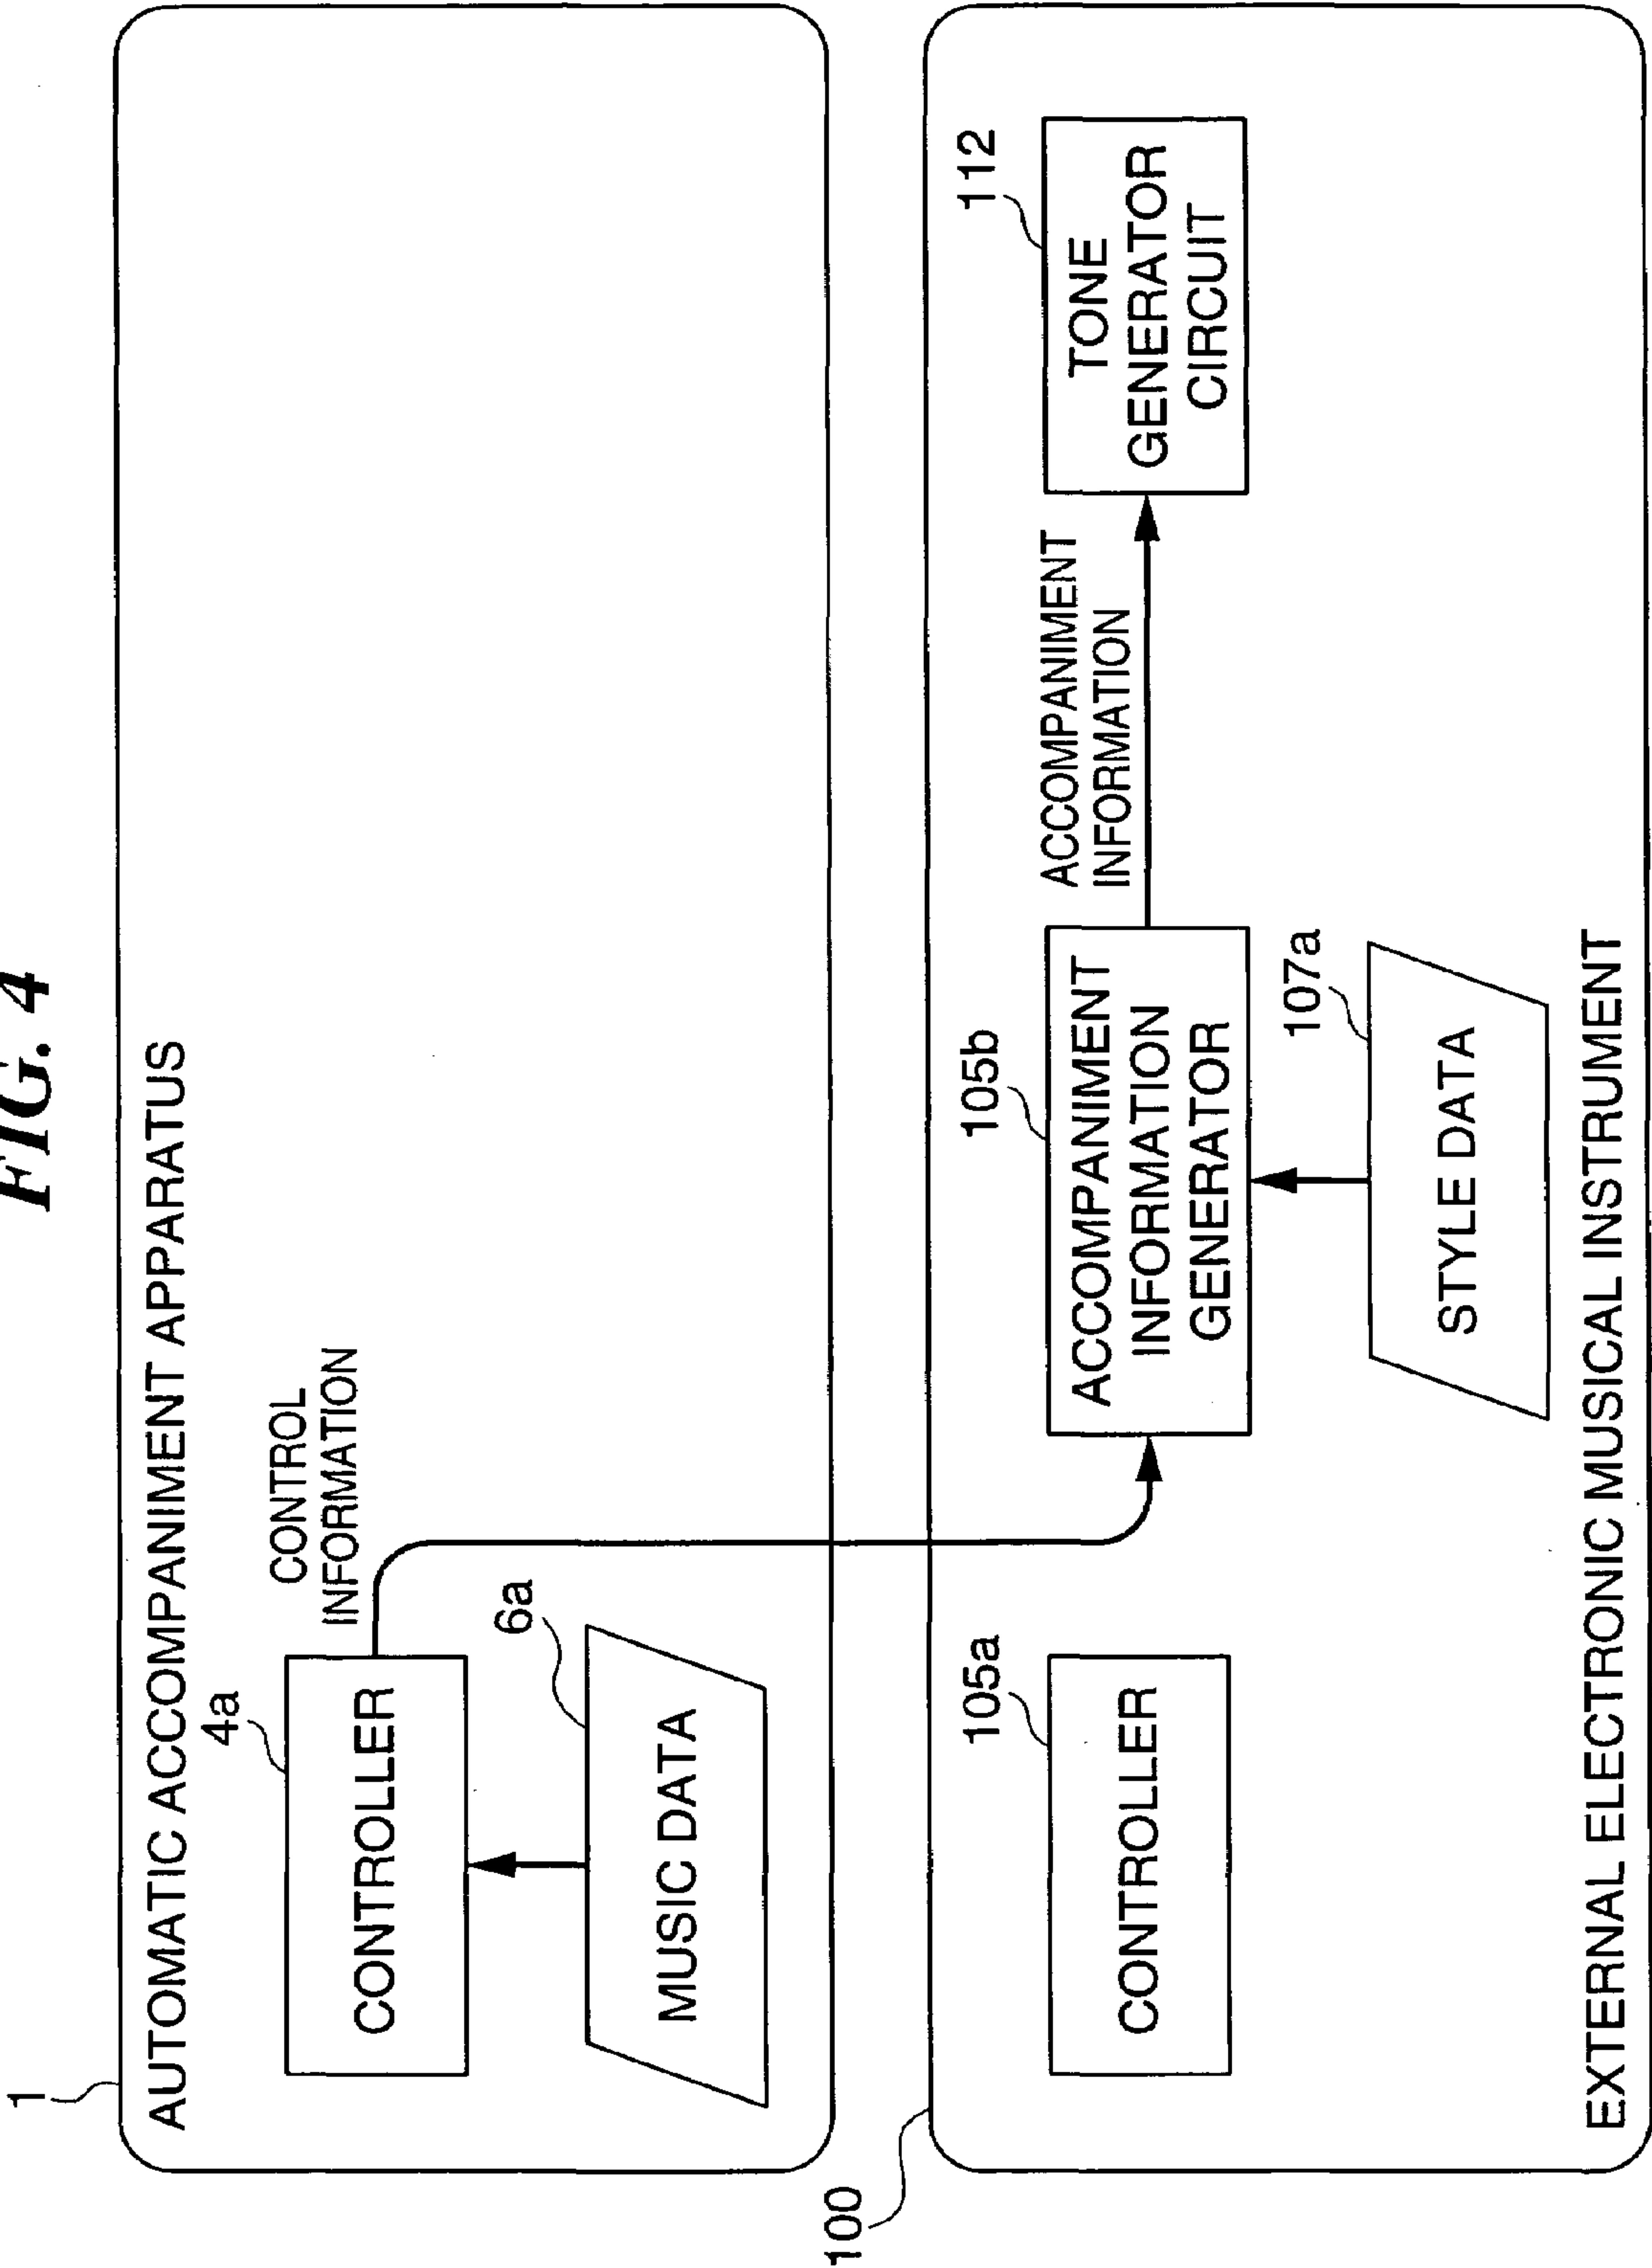 FIG. 4
1
AUTOMATIC ACCOMPANIMENT APPARATUS
4a
CONTROLLER
CONTROL
INFORMATION
6a
MUSIC DATA
100
105a
CONTROLLER
105b
ACCOMPANIMENT
INFORMATION
GENERATOR
ACCOMPANIMENT
INFORMATION
112
TONE
GENERATOR
CIRCUIT
107a
STYLE DATA
EXTERNAL ELECTRONIC MUSICAL INSTRUMENT